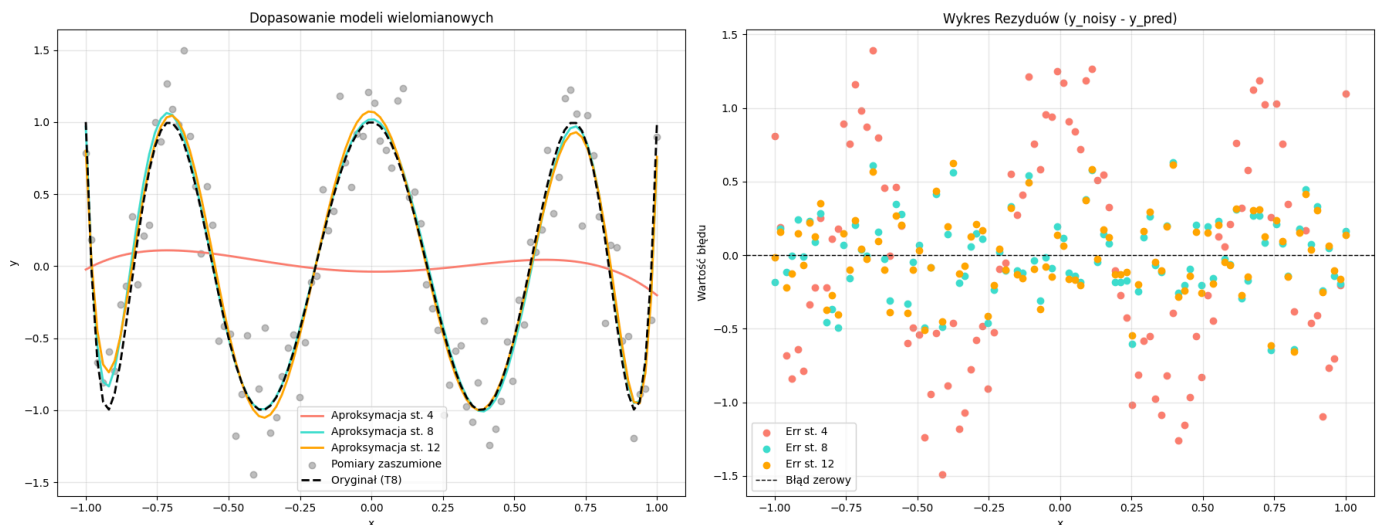 Dopasowanie modeli wielomianowych
1.5
1.0
0.5
0.0
−0.5
−1.0
−1.5
y
−1.00 −0.75 −0.50 −0.25 0.00 0.25 0.50 0.75 1.00
x
Aproksymacja st. 4
Aproksymacja st. 8
Aproksymacja st. 12
Pomiary zaszumione
Oryginał (T8)
Wykres Rezyduów (y_noisy - y_pred)
1.5
1.0
0.5
0.0
−0.5
−1.0
−1.5
Wartość błędu
−1.00 −0.75 −0.50 −0.25 0.00 0.25 0.50 0.75 1.00
x
Err st. 4
Err st. 8
Err st. 12
Błąd zerowy